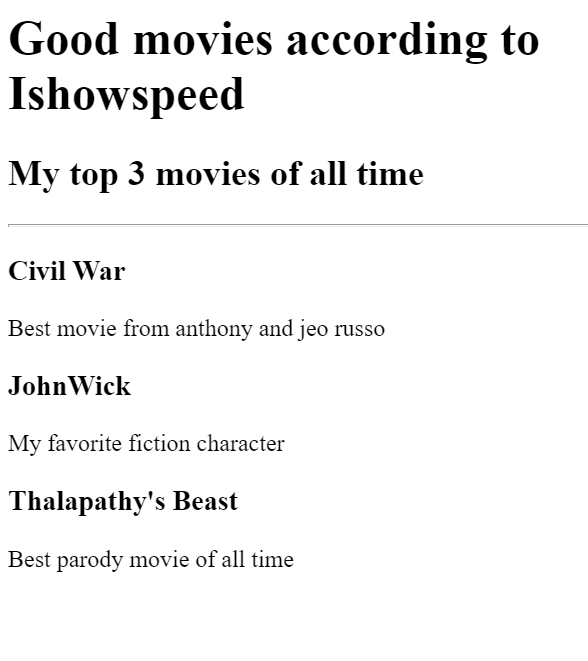 Good movies according to
Ishowspeed
My top 3 movies of all time
Civil War
Best movie from anthony and jeo russo
JohnWick
My favorite fiction character
Thalapathy's Beast
Best parody movie of all time